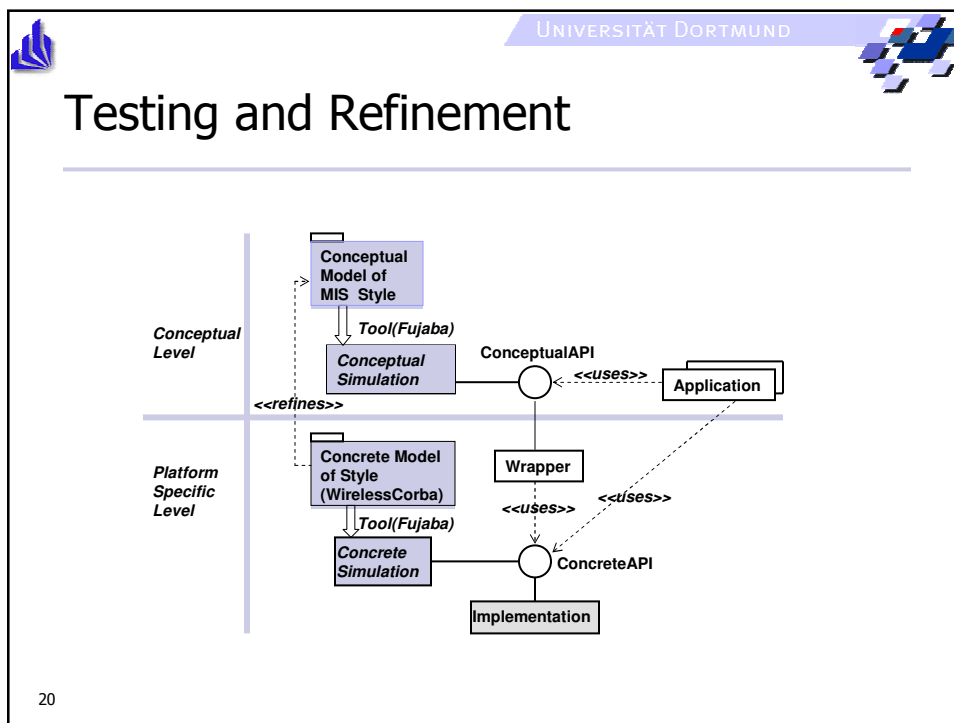 UNIVERSITÄT DORTMUND
Testing and Refinement
Conceptual
Model of
MIS Style
Tool(Fujaba)
Conceptual
Level
Conceptual
Simulation
ConceptualAPI
<<uses>>
Application
<<refines>>
Platform
Specific
Level
Concrete Model
of Style
(WirelessCorba)
Wrapper
<<uses>>
<<uses>>
Tool(Fujaba)
Concrete
Simulation
ConcreteAPI
Implementation
20